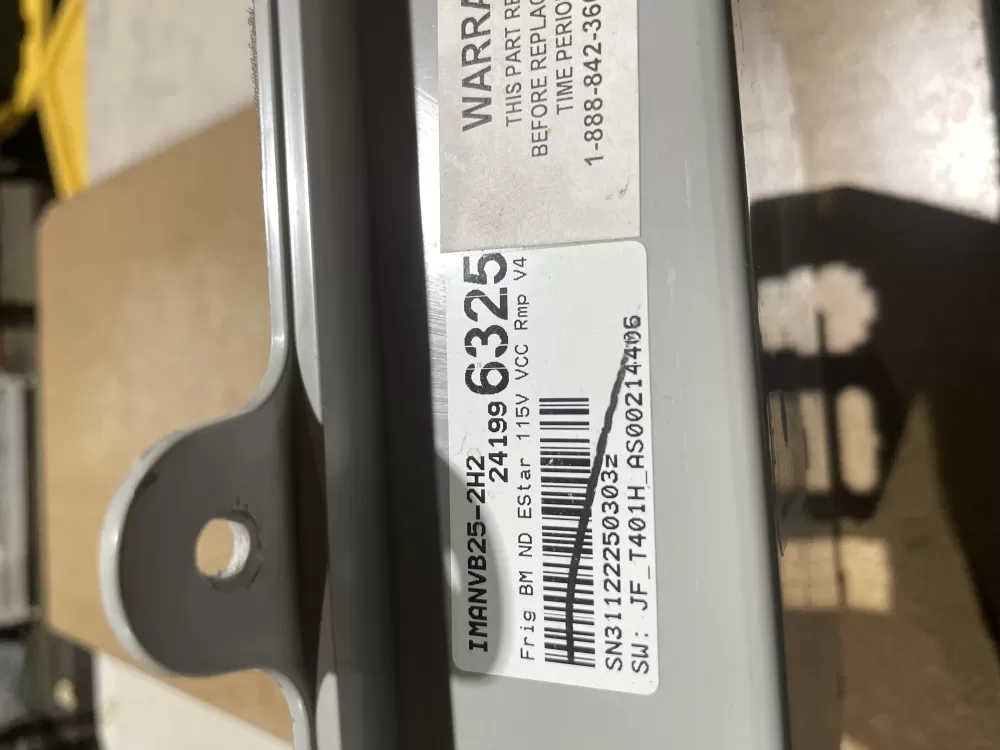 WARRA
THIS PART RE
BEFORE REPLAC
TIME PERIO
1-888-842-36
IMANVB25-2H2
24199 6325
Frig BM ND EStar 115V VCC Rmp V4
SN31122250303z
SW: JF_T401H_AS00214406